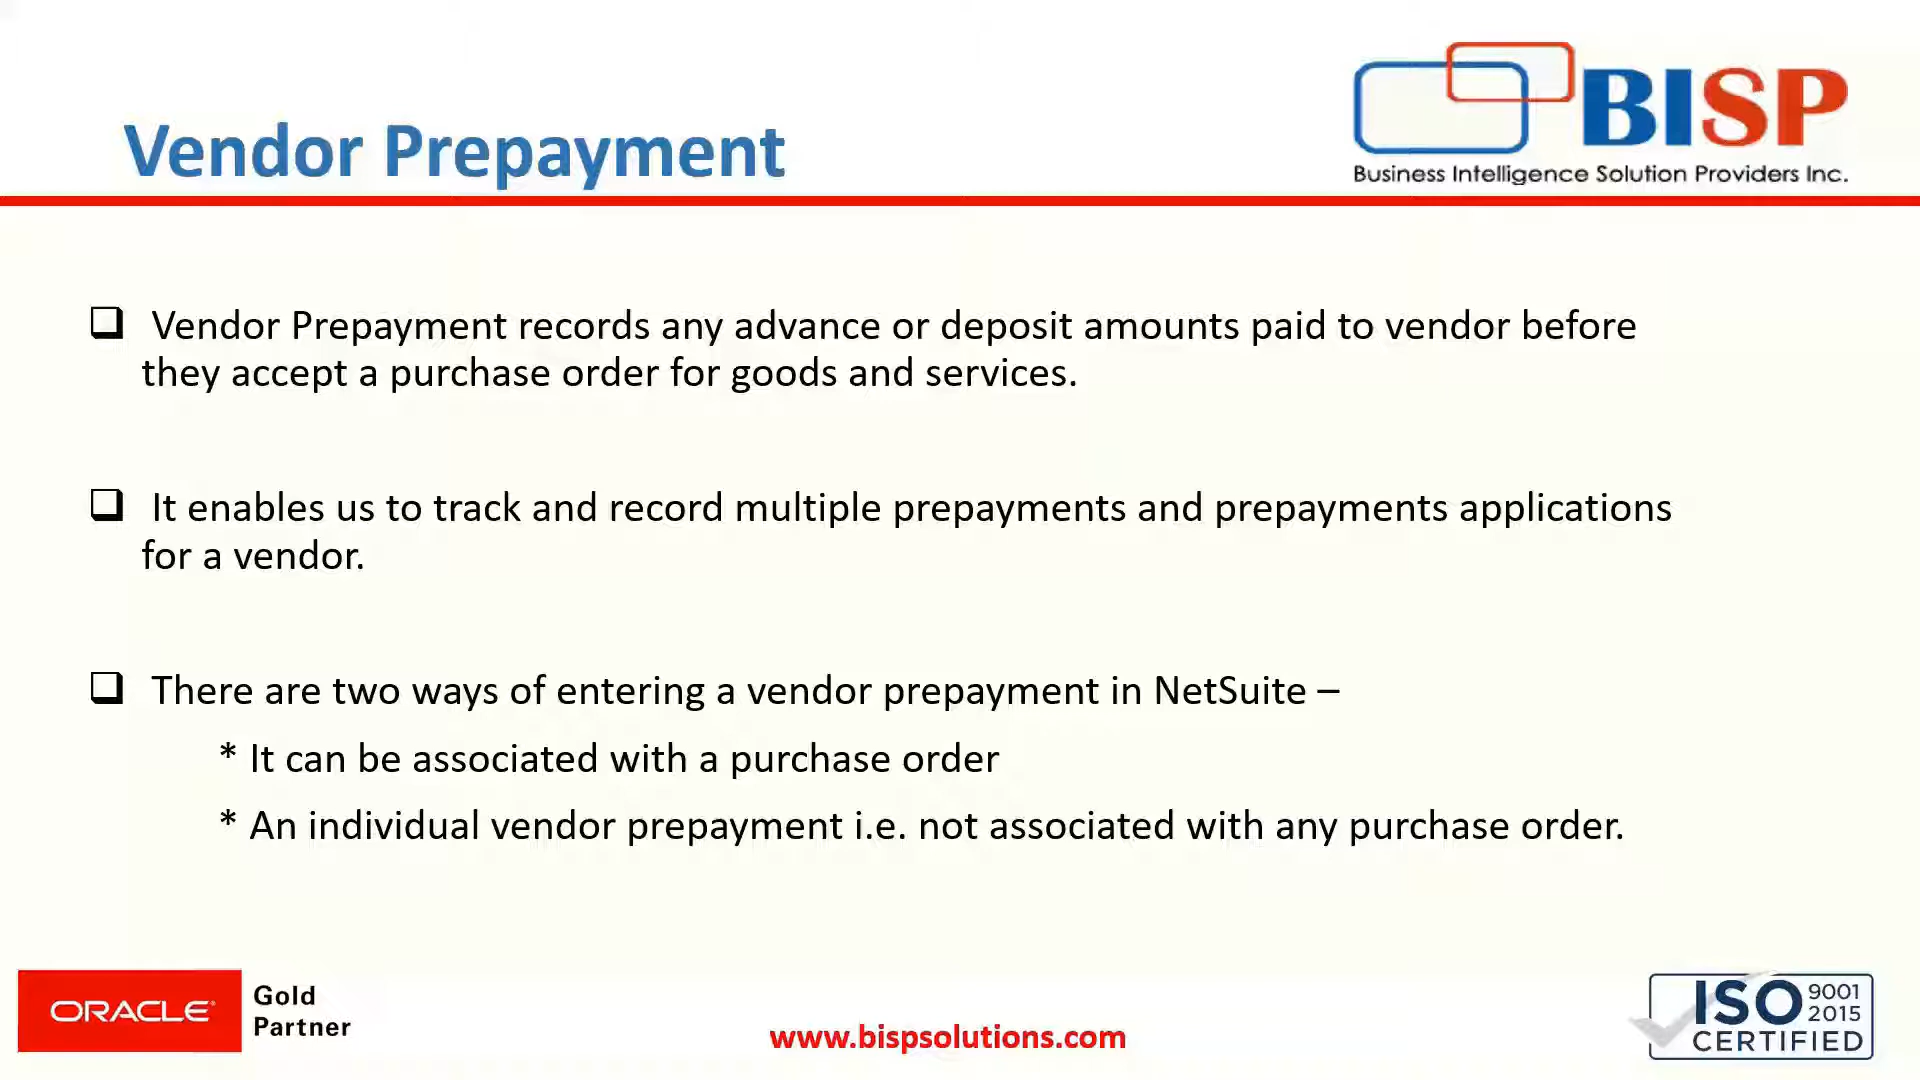 BISP
Business Intelligence Solution Providers Inc.
Vendor Prepayment
Vendor Prepayment records any advance or deposit amounts paid to vendor before
they accept a purchase order for goods and services.
It enables us to track and record multiple prepayments and prepayments applications
for a vendor.
There are two ways of entering a vendor prepayment in NetSuite –
* It can be associated with a purchase order
* An individual vendor prepayment i.e. not associated with any purchase order.
ORACLE®
Gold
Partner
www.bispsolutions.com
ISO 9001
2015
CERTIFIED